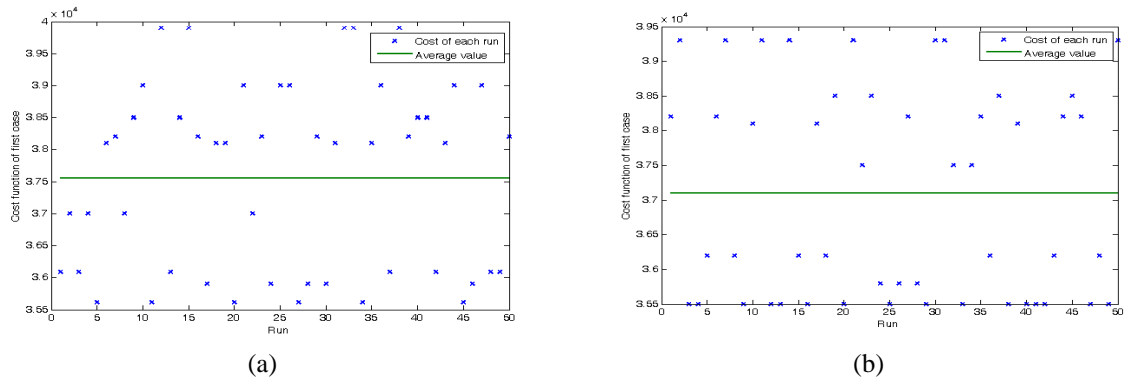 x 10⁴
4
3.95
3.9
3.85
3.8
3.75
3.7
3.65
3.6
3.55
0 5 10 15 20 25 30 35 40 45 50
Run
Cost function of first case
Cost of each run
Average value
(a)
x 10⁴
3.95
3.9
3.85
3.8
3.75
3.7
3.65
3.6
3.55
0 5 10 15 20 25 30 35 40 45 50
Run
Cost function of first case
Cost of each run
Average value
(b)